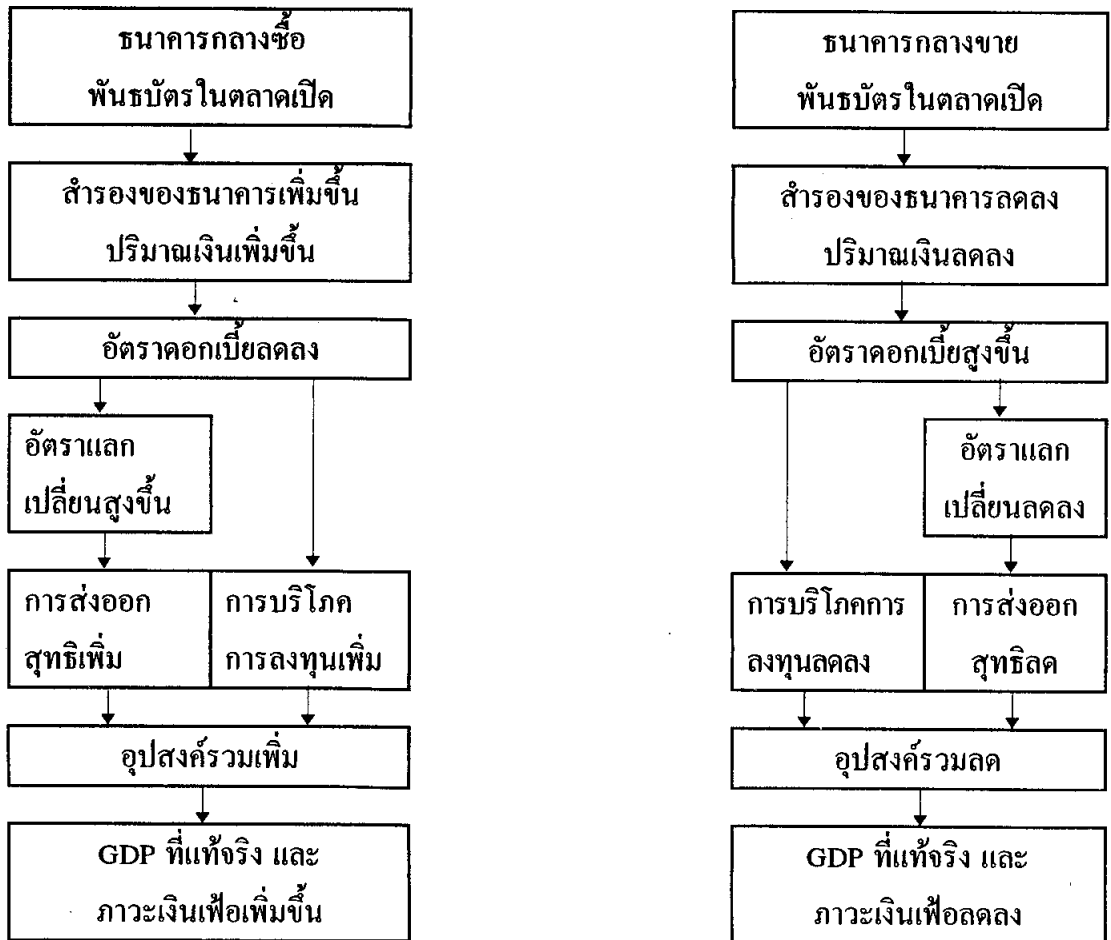 ธนาคารกลางซื้อ
พันธบัตรในตลาดเปิด
สำรองของธนาคารเพิ่มขึ้น
ปริมาณเงินเพิ่มขึ้น
อัตราดอกเบี้ยลดลง
อัตราแลก
เปลี่ยนสูงขึ้น
การส่งออก
สุทธิเพิ่ม
การบริโภค
การลงทุนเพิ่ม
อุปสงค์รวมเพิ่ม
GDP ที่แท้จริง และ
ภาวะเงินเฟ้อเพิ่มขึ้น
ธนาคารกลางขาย
พันธบัตรในตลาดเปิด
สำรองของธนาคารลดลง
ปริมาณเงินลดลง
อัตราดอกเบี้ยสูงขึ้น
อัตราแลก
เปลี่ยนลดลง
การบริโภคการ
ลงทุนลดลง
การส่งออก
สุทธิลด
อุปสงค์รวมลด
GDP ที่แท้จริง และ
ภาวะเงินเฟ้อลดลง